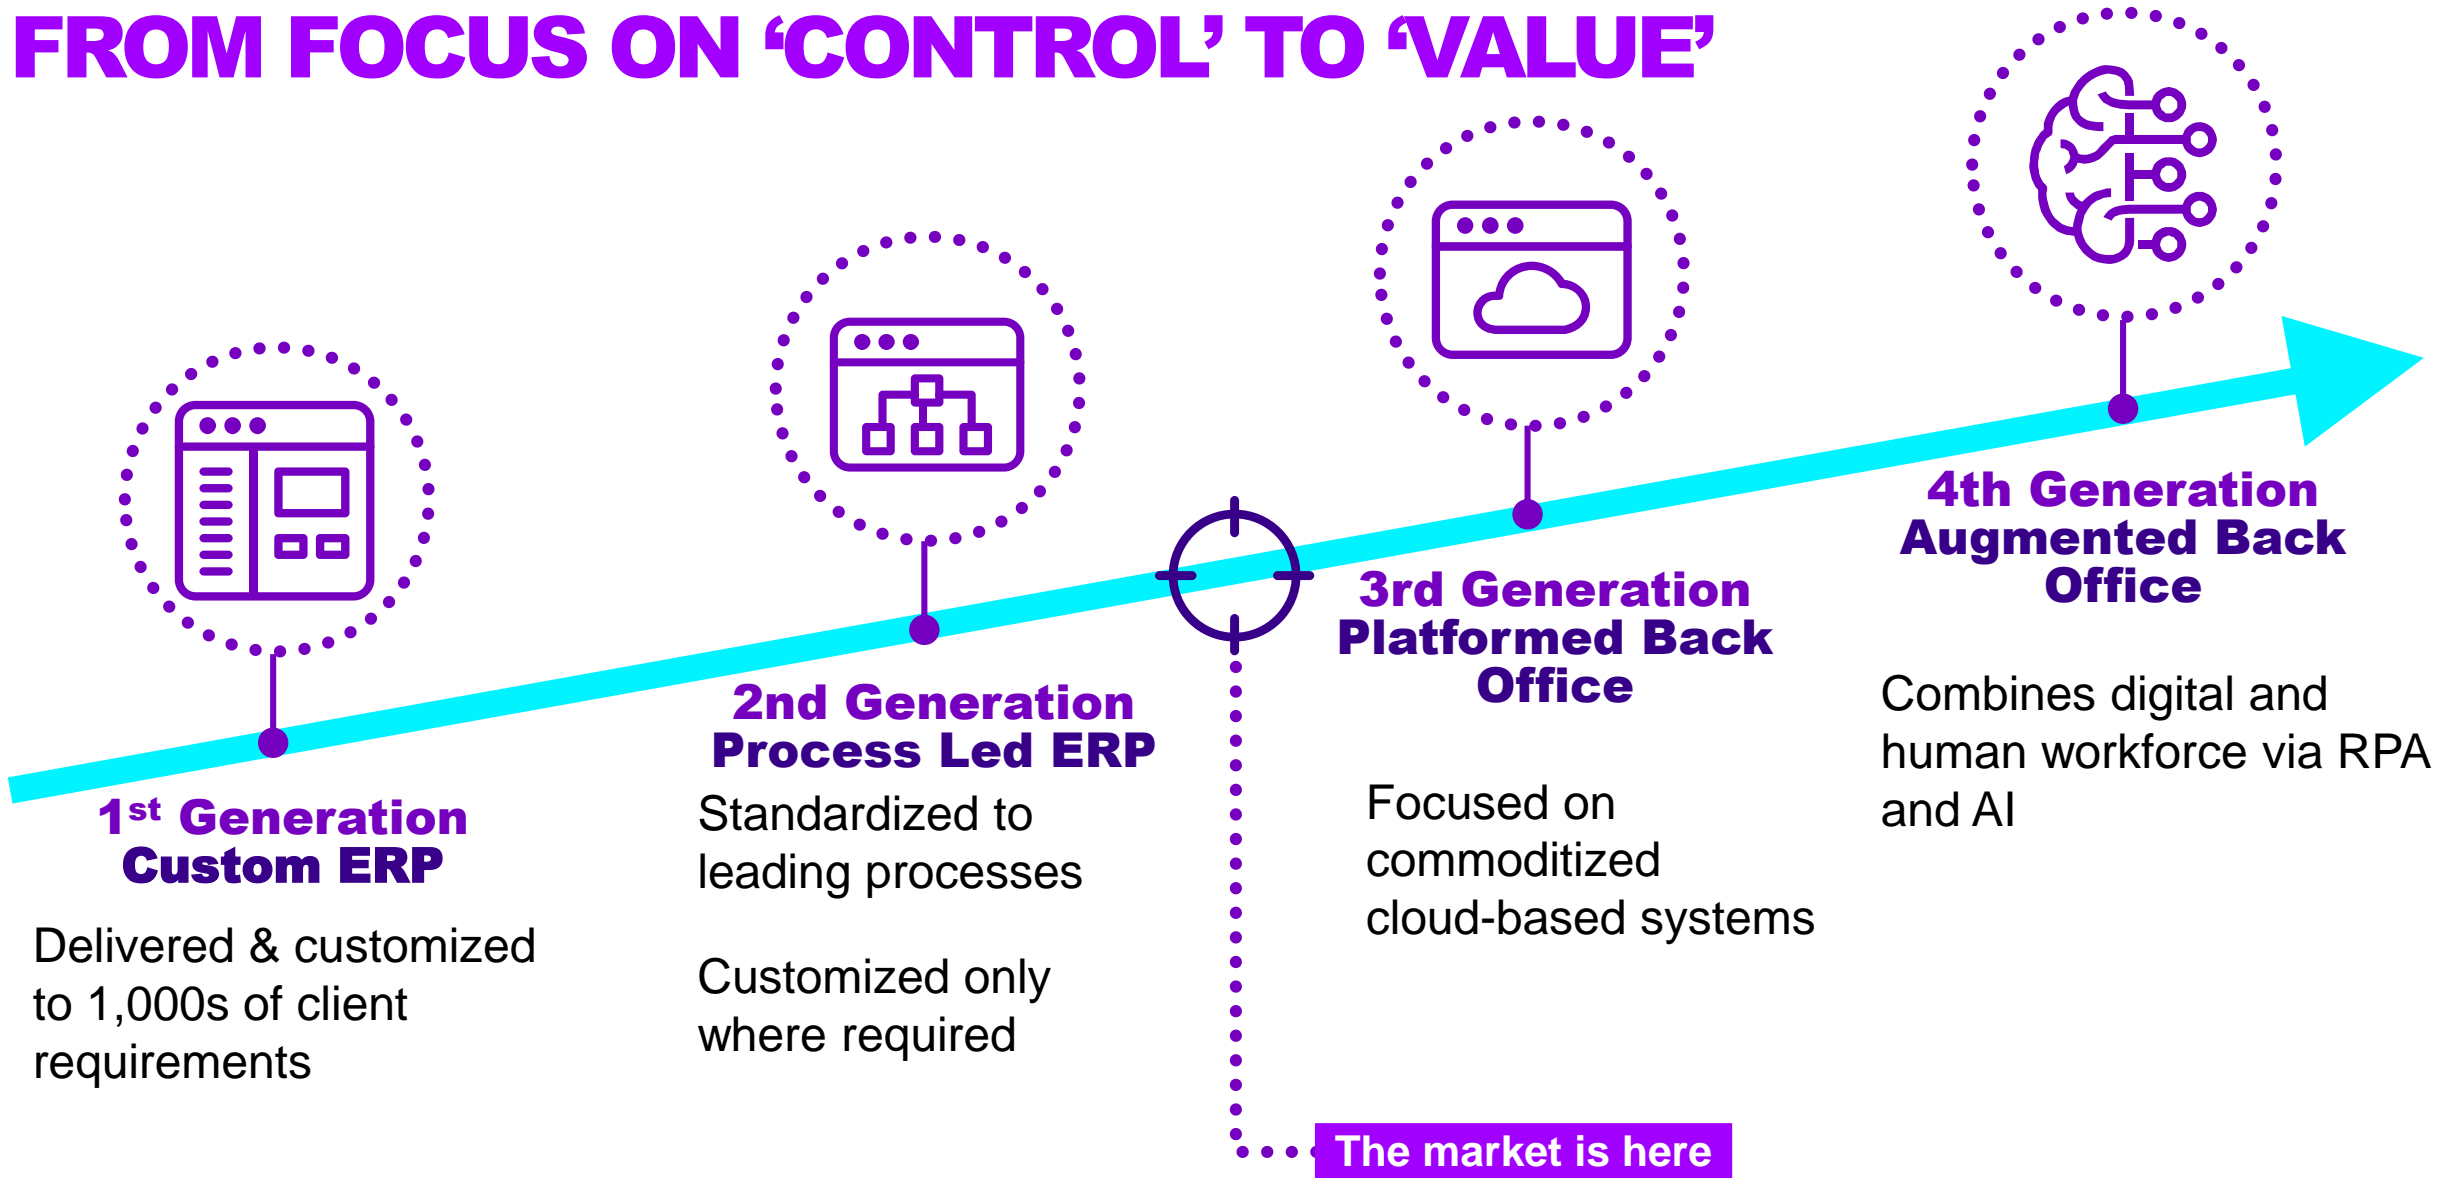 FROM FOCUS ON ‘CONTROL’ TO ‘VALUE’
1st Generation
Custom ERP
Delivered & customized
to 1,000s of client
requirements
2nd Generation
Process Led ERP
Standardized to
leading processes
Customized only
where required
3rd Generation
Platformed Back
Office
Focused on
commoditized
cloud-based systems
4th Generation
Augmented Back
Office
Combines digital and
human workforce via RPA
and AI
The market is here